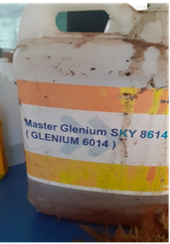 Master Glenium SKY 8614
( GLENIUM 6014 )